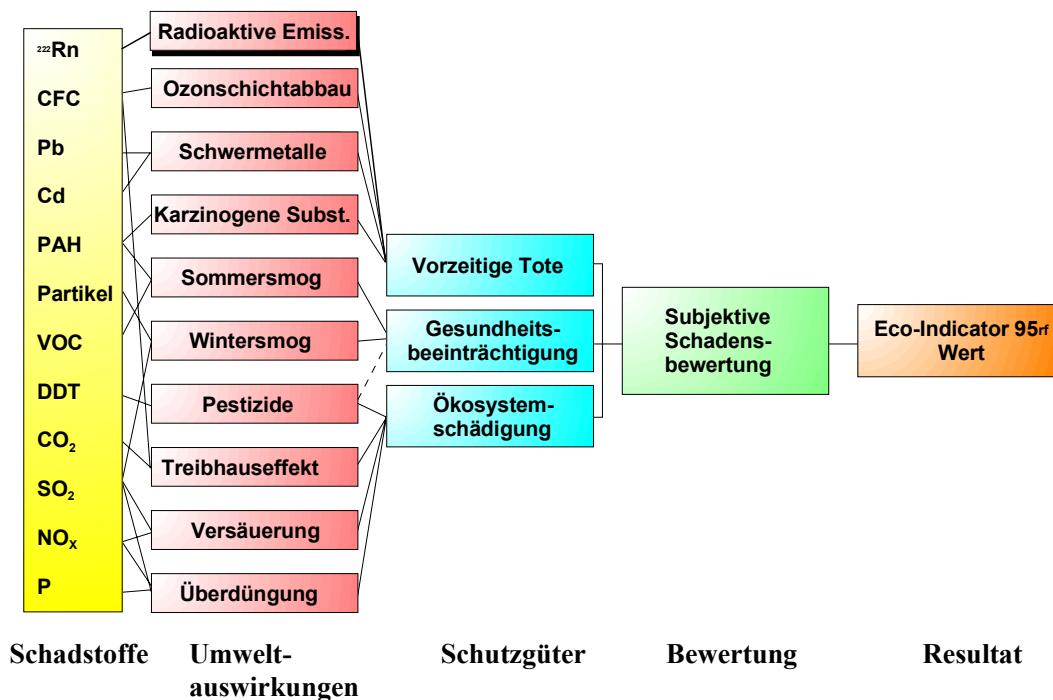 ²²²Rn
CFC
Pb
Cd
PAH
Partikel
VOC
DDT
CO₂
SO₂
NOₓ
P
Radioaktive Emiss.
Ozonschichtabbau
Schwermetalle
Karzinogene Subst.
Sommersmog
Wintersmog
Pestizide
Treibhauseffekt
Versäuerung
Überdüngung
Vorzeitige Tote
Gesundheits-
beeinträchtigung
Ökosystem-
schädigung
Subjektive
Schadens-
bewertung
Eco-Indicator 95rf
Wert
Schadstoffe
Umwelt-
auswirkungen
Schutzgüter
Bewertung
Resultat